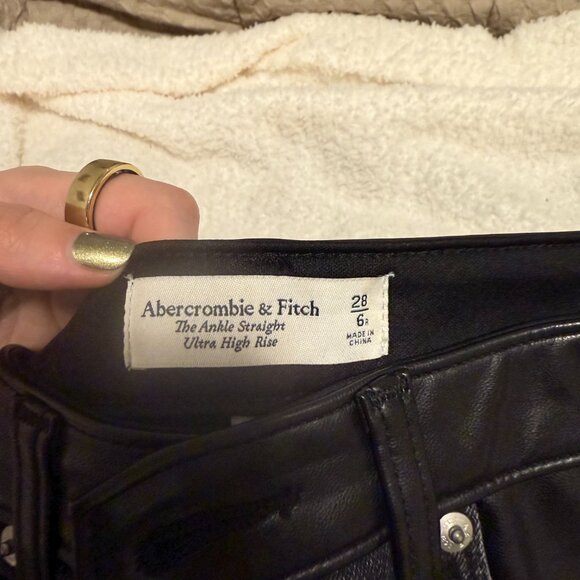 Abercrombie & Fitch
The Ankle Straight
Ultra High Rise
28
6R
MADE IN
CHINA